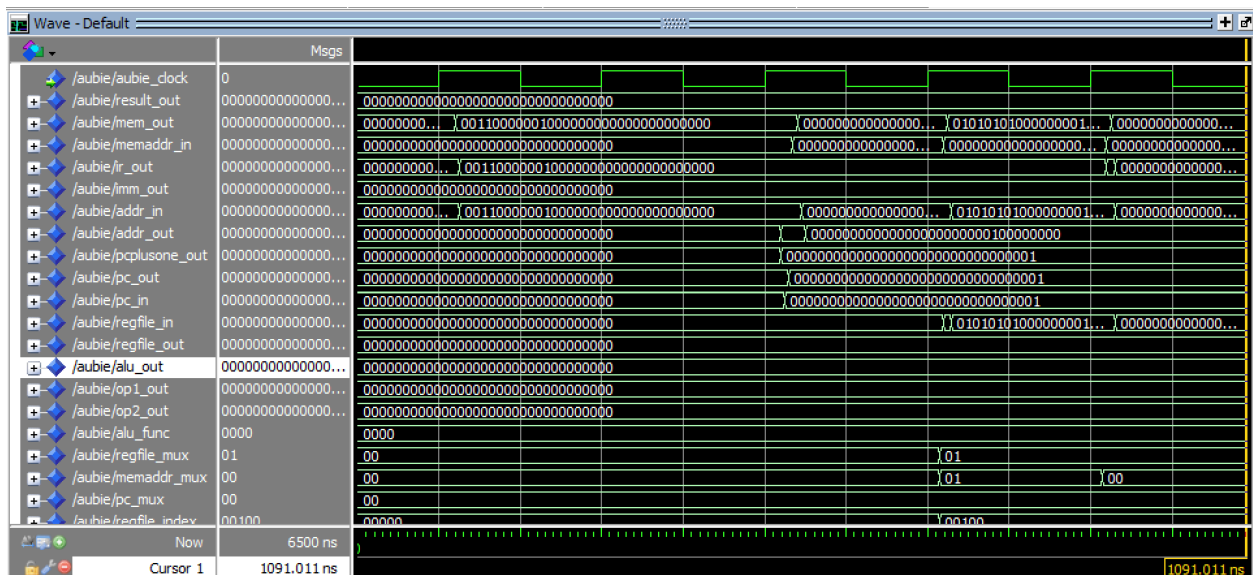 Wave - Default
Msgs
/aubie/aubie_clock 0
/aubie/result_out 00000000000000... 00000000000000000000000000000000
/aubie/mem_out 00000000000000... 00000000... 00110000001000000000000000000000 000000000000000... 0101010100000001... 0000000000000...
/aubie/memaddr_in 00000000000000... 00000000000000000000000000000000 000000000000000... 0000000000000000... 00000000000000...
/aubie/ir_out 00000000000000... 000000000... 00110000001000000000000000000000 0000000000000...
/aubie/imm_out 00000000000000... 00000000000000000000000000000000
/aubie/addr_in 00000000000000... 000000000... 00110000001000000000000000000000 000000000000000... 0101010100000001... 0000000000000...
/aubie/addr_out 00000000000000... 00000000000000000000000000000000 00000000000000000000000100000000
/aubie/pcplusone_out 00000000000000... 00000000000000000000000000000000 00000000000000000000000000000001
/aubie/pc_out 00000000000000... 00000000000000000000000000000000 00000000000000000000000000000001
/aubie/pc_in 00000000000000... 00000000000000000000000000000000 00000000000000000000000000000001
/aubie/regfile_in 00000000000000... 00000000000000000000000000000000 0101010100000001... 0000000000000...
/aubie/regfile_out 00000000000000... 00000000000000000000000000000000
/aubie/alu_out 00000000000000... 00000000000000000000000000000000
/aubie/op1_out 00000000000000... 00000000000000000000000000000000
/aubie/op2_out 00000000000000... 00000000000000000000000000000000
/aubie/alu_func 0000 0000
/aubie/regfile_mux 01 00 01
/aubie/memaddr_mux 00 00 01 00
/aubie/pc_mux 00 00
/aubie/regfile_index 00100 00000 00100
Now 6500 ns
Cursor 1 1091.011 ns 1091.011 ns